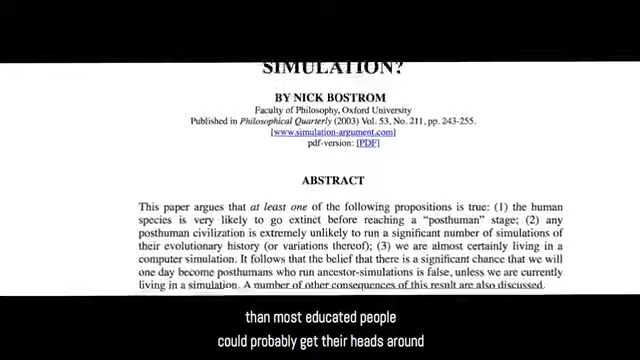 SIMULATION?
BY NICK BOSTROM
Faculty of Philosophy, Oxford University
Published in Philosophical Quarterly (2003) Vol. 53, No. 211, pp. 243-255.
[www.simulation-argument.com]
pdf-version: [PDF]
ABSTRACT
This paper argues that at least one of the following propositions is true: (1) the human
species is very likely to go extinct before reaching a “posthuman” stage; (2) any
posthuman civilization is extremely unlikely to run a significant number of simulations of
their evolutionary history (or variations thereof); (3) we are almost certainly living in a
computer simulation. It follows that the belief that there is a significant chance that we will
one day become posthumans who run ancestor-simulations is false, unless we are currently
living in a simulation. A number of other consequences of this result are also discussed.
than most educated people
could probably get their heads around